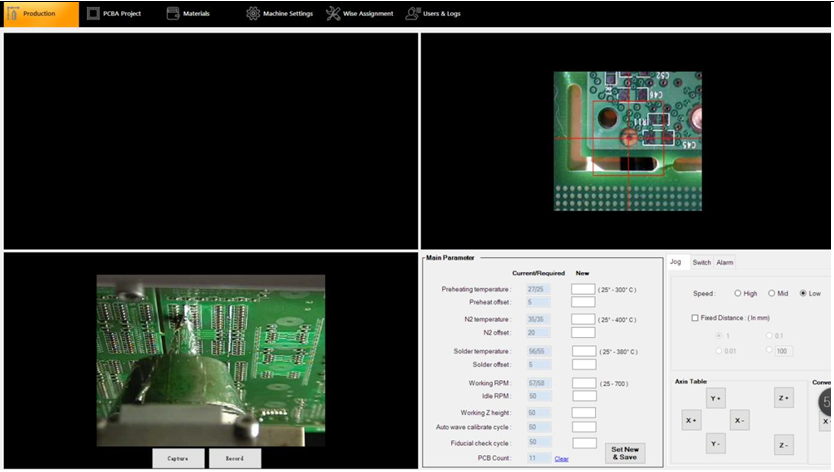 Production PCBA Project Materials Machine Settings Wise Assignment Users & Logs
C52
C46
C45
Capture Record
Main Parameter
Current/Required New
Preheating temperature : 27/25 ( 25° - 300° C )
Preheat offset : 5
N2 temperature : 35/35 ( 25° - 400° C )
N2 offset : 20
Solder temperature : 56/55 ( 25° - 380° C )
Solder offset : 5
Working RPM : 57/58 ( 25 - 700 )
Idle RPM : 50
Working Z height : 50
Auto wave calibrate cycle : 50
Fiducial check cycle : 50
PCB Count : 11 Clear
Set New
& Save
Jog Switch Alarm
Speed : High Mid Low
Fixed Distance : ( In mm)
1 0.1
0.01 100
Axis Table
Y + Z +
X + X -
Y - Z -
Conve
5
X